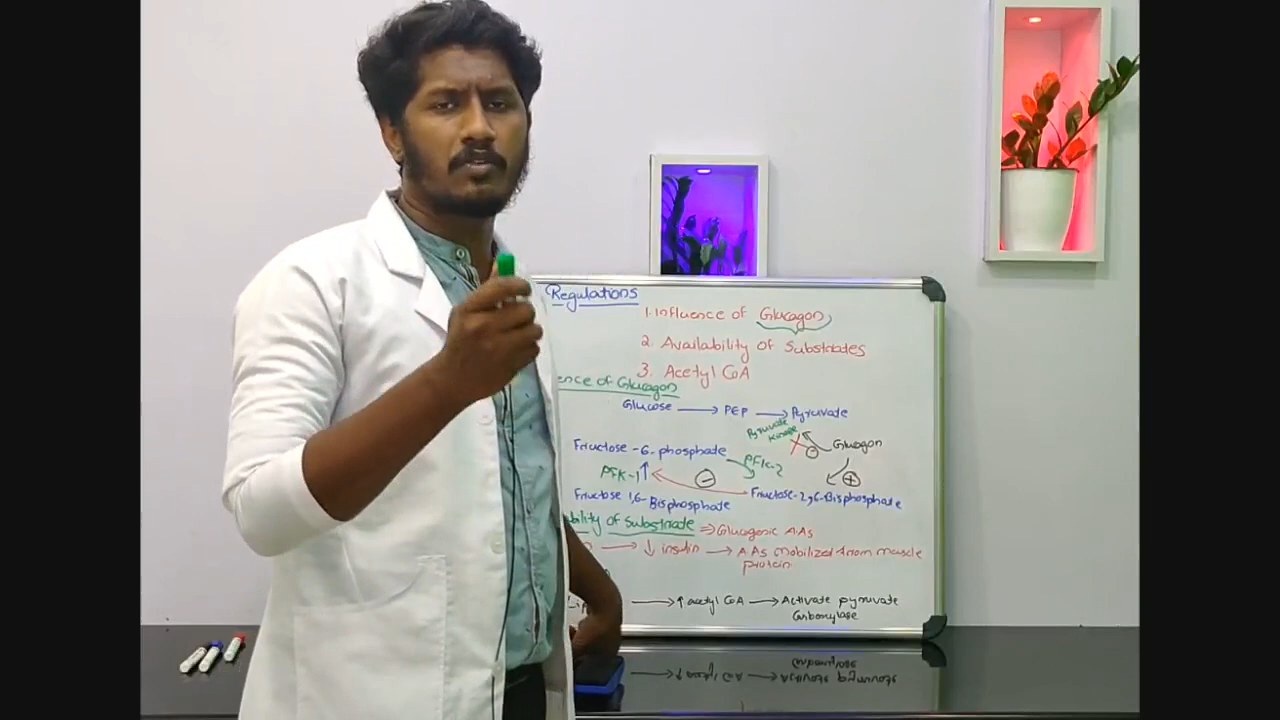 Regulations
1. Influence of Glucagon
2. Availability of Substrates
3. Acetyl CoA
ence of Glucagon
Glucose → PEP → Pyruvate
Pyruvate
Kinase
Glucagon
Fructose-6-phosphate
PFK-2
PFK-1
Fructose 1,6-Bisphosphate
Fructose-2,6-Bisphosphate
bility of Substrate ⇒ Glucogenic AAs
→ ↓ insulin → AAs mobilized from muscle
protein
→ ↑ acetyl CoA → Activate pyruvate
Carboxylase